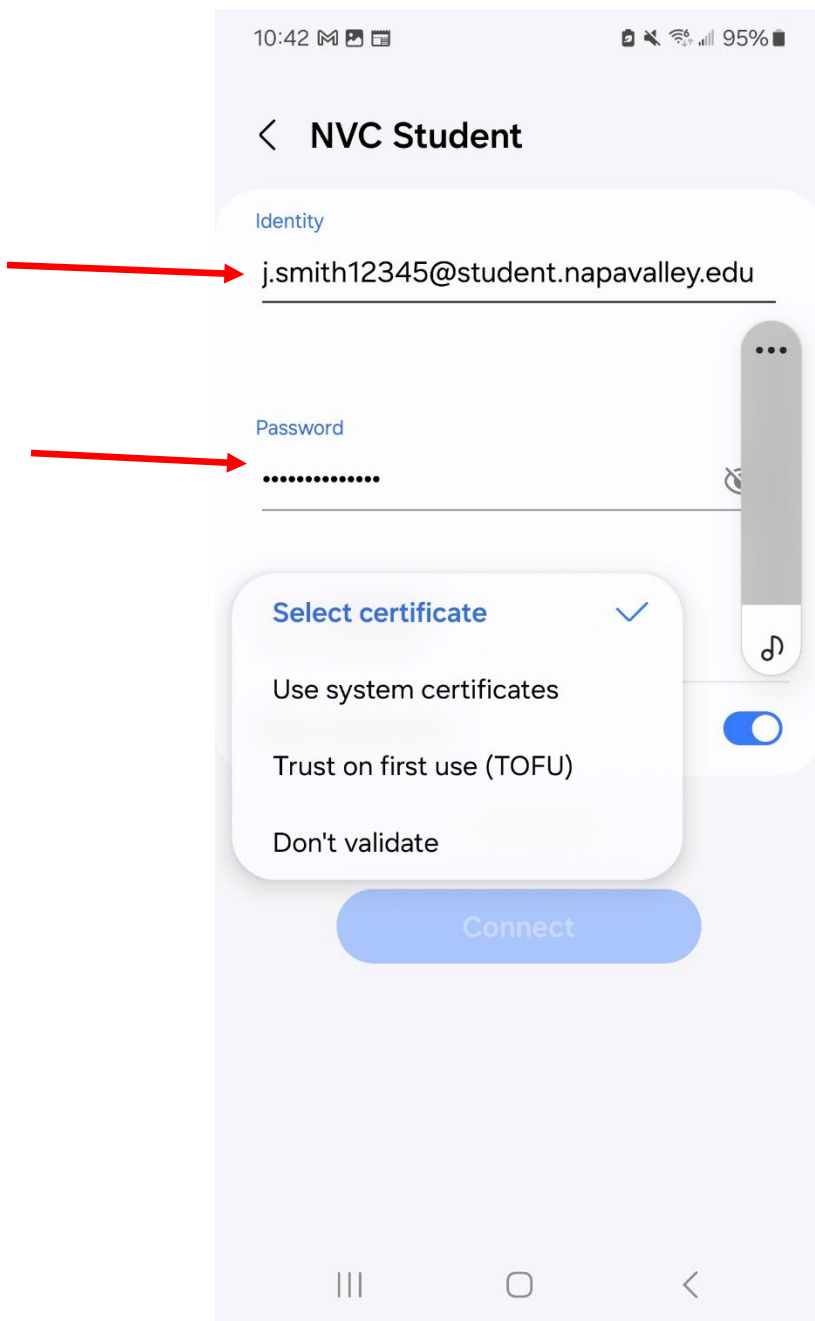 10:42 95%
NVC Student
Identity
j.smith12345@student.napavalley.edu
Password
••••••••••••••
Select certificate
Use system certificates
Trust on first use (TOFU)
Don't validate
Connect